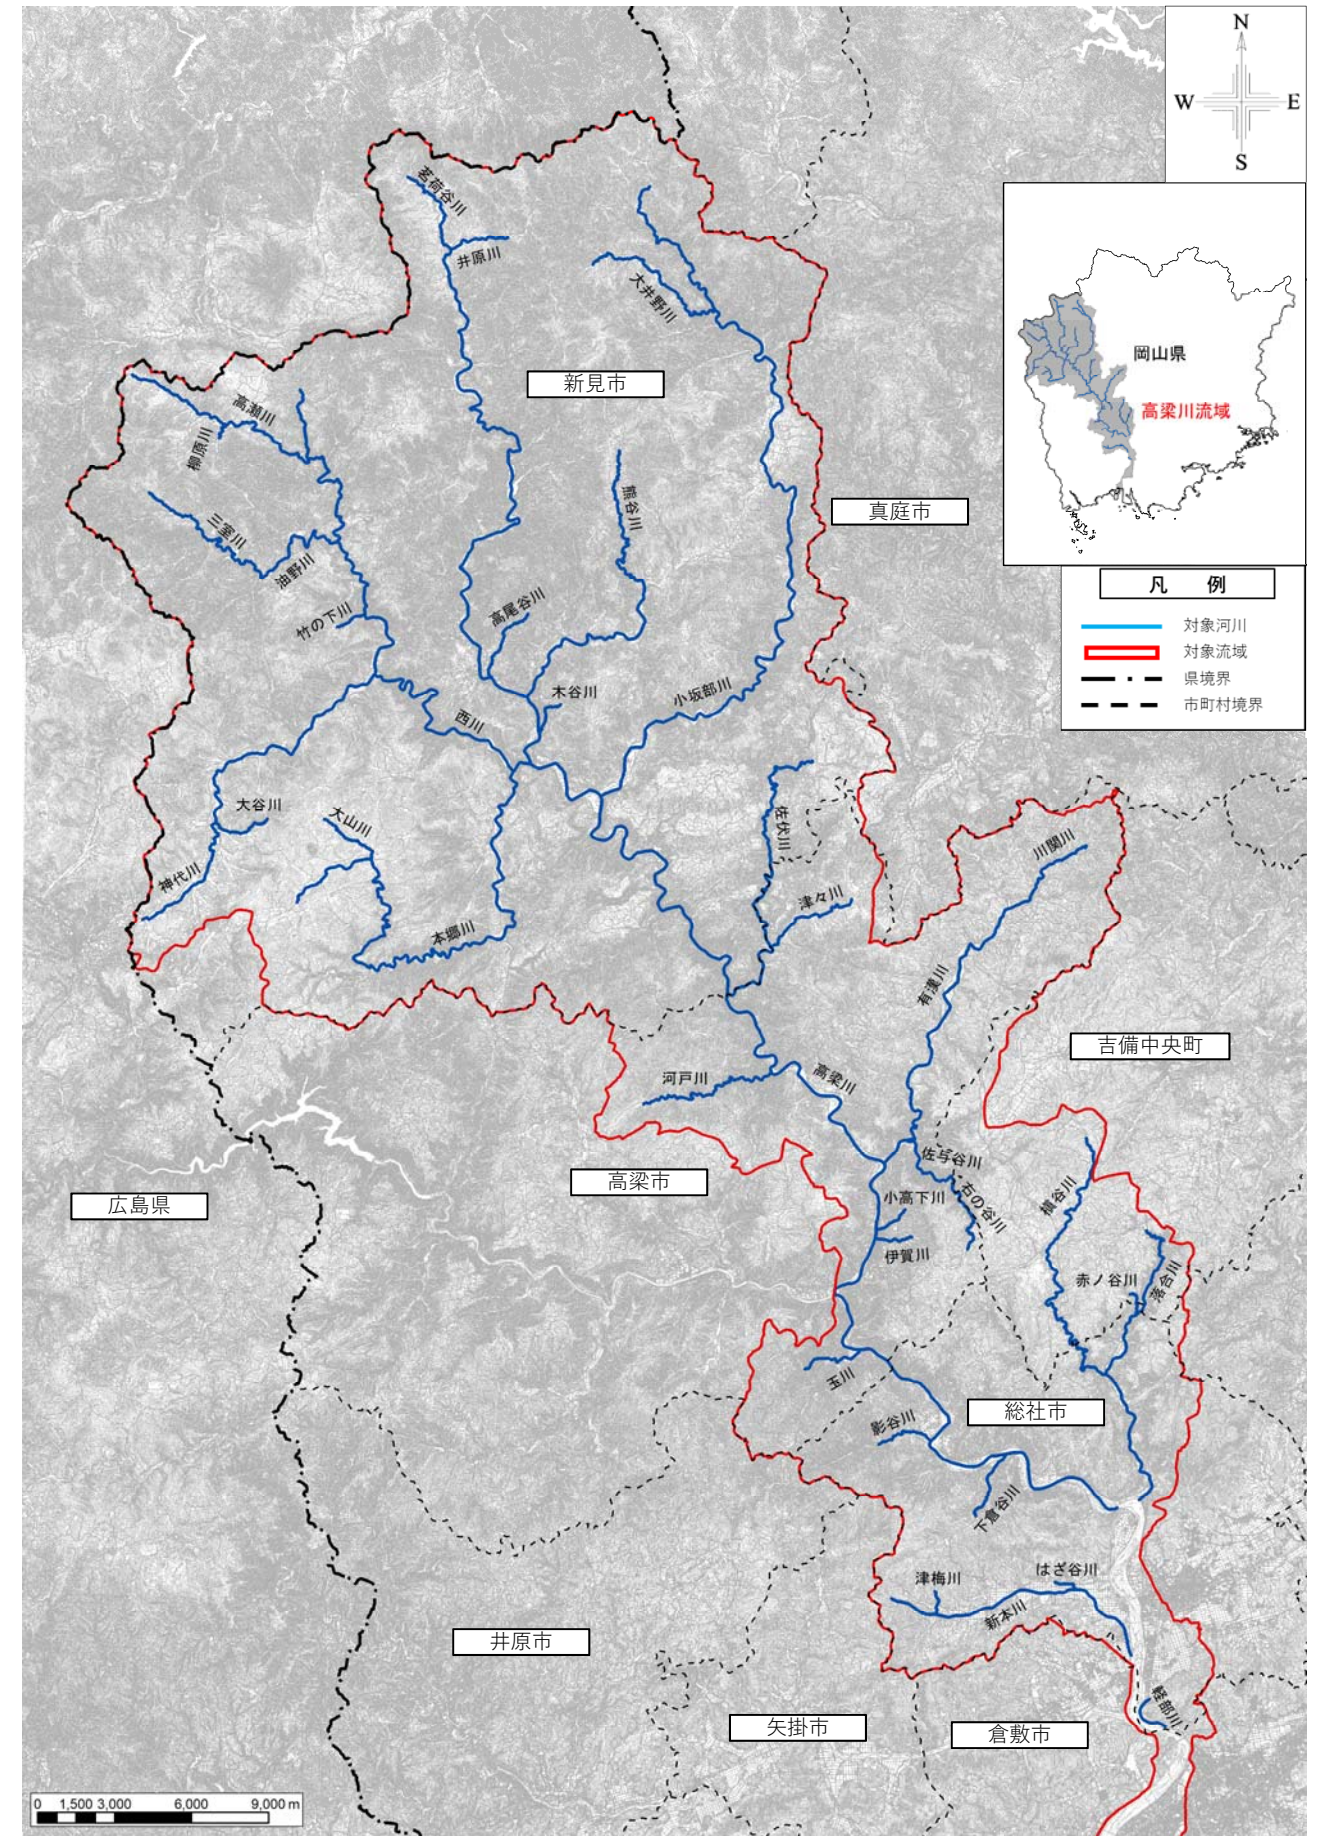 N
W E
S
岡山県
高梁川流域
凡 例
対象河川
対象流域
県境界
市町村境界
茗荷谷川
井原川
大井野川
新見市
高瀬川
柳原川
三室川
油野川
竹の下川
熊谷川
高尾谷川
木谷川
小坂部川
西川
真庭市
大谷川
大山川
神代川
本郷川
佐伏川
津々川
川関川
有漢川
吉備中央町
河戸川
高梁川
佐与谷川
右の谷川
小高下川
伊賀川
高梁市
広島県
槇谷川
赤ノ谷川
落合川
玉川
影谷川
総社市
下倉谷川
津梅川
はざ谷川
新本川
井原市
軽部川
矢掛市
倉敷市
0 1,500 3,000 6,000 9,000 m